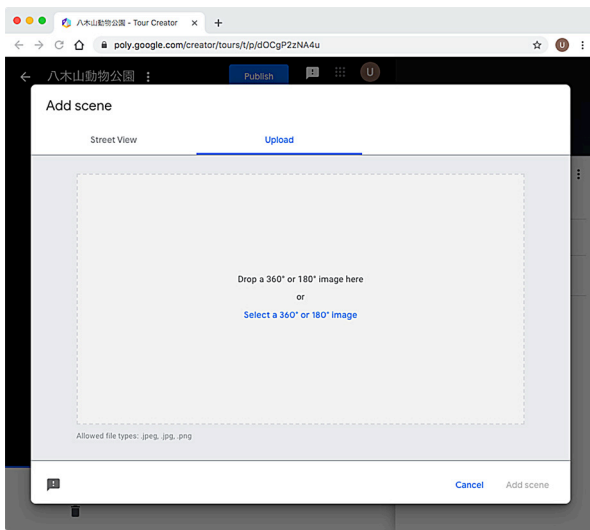 八木山動物公園 - Tour Creator
poly.google.com/creator/tours/t/p/dOCgP2zNA4u
U
八木山動物公園
Publish
U
Add scene
Street View
Upload
Drop a 360° or 180° image here
or
Select a 360° or 180° image
Allowed file types: .jpeg, .jpg, .png
Cancel
Add scene